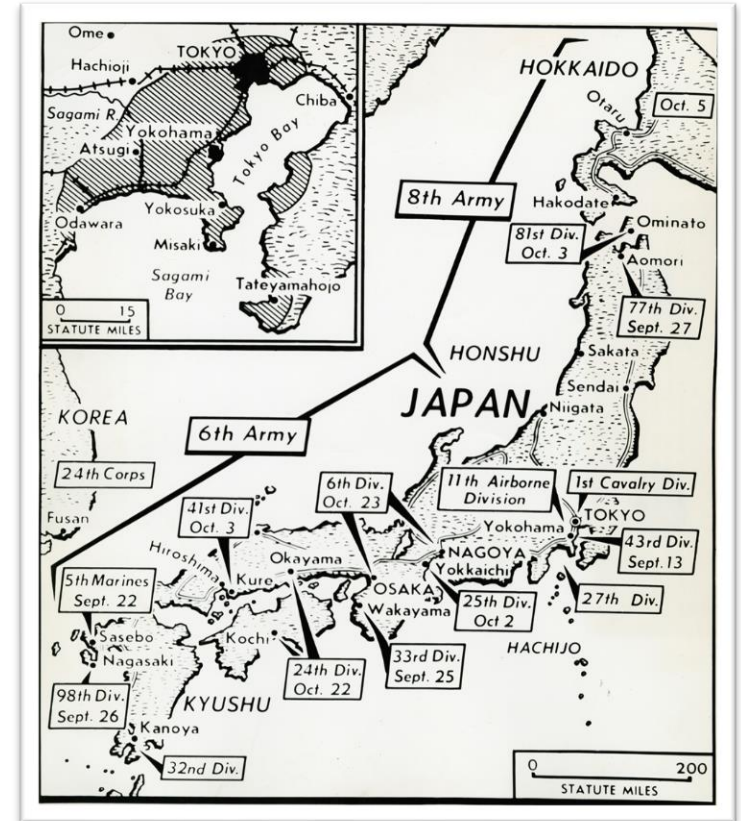 Ome
Hachioji
TOKYO
Chiba
Sagami R.
Yokohama
Atsugi
Tokyo Bay
Odawara
Yokosuka
Misaki
Sagami
Bay
Tateyamahojo
0 15
STATUTE MILES
HOKKAIDO
Otaru
Oct. 5
8th Army
Hakodate
81st Div.
Oct. 3
Ominato
Aomori
77th Div.
Sept. 27
HONSHU
Sakata
Sendai
JAPAN
Niigata
KOREA
6th Army
24th Corps
Fusan
41st Div.
Oct. 3
6th Div.
Oct. 23
11th Airborne
Division
1st Cavalry Div.
TOKYO
Yokohama
43rd Div.
Sept. 13
Hiroshima
Okayama
NAGOYA
Yokkaichi
5th Marines
Sept. 22
Kure
OSAKA
Wakayama
25th Div.
Oct 2
27th Div.
Sasebo
Nagasaki
Kochi
HACHIJO
24th Div.
Oct. 22
33rd Div.
Sept. 25
98th Div.
Sept. 26
KYUSHU
Kanoya
32nd Div.
0 200
STATUTE MILES